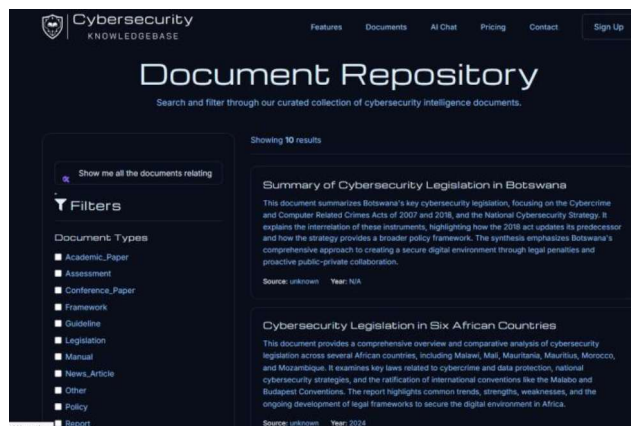 Cybersecurity
KNOWLEDGEBASE
Features
Documents
AI Chat
Pricing
Contact
Sign Up
Document Repository
Search and filter through our curated collection of cybersecurity intelligence documents.
Show me all the documents relating
Filters
Document Types
Academic_Paper
Assessment
Conference_Paper
Framework
Guideline
Legislation
Manual
News_Article
Other
Policy
Report
Showing 10 results
Summary of Cybersecurity Legislation in Botswana
This document summarizes Botswana's key cybersecurity legislation, focusing on the Cybercrime
and Computer Related Crimes Acts of 2007 and 2018, and the National Cybersecurity Strategy. It
explains the interrelation of these instruments, highlighting how the 2018 act updates its predecessor
and how the strategy provides a broader policy framework. The synthesis emphasizes Botswana's
comprehensive approach to creating a secure digital environment through legal penalties and
proactive public-private collaboration.
Source: unknown Year: N/A
Cybersecurity Legislation in Six African Countries
This document provides a comprehensive overview and comparative analysis of cybersecurity
legislation across several African countries, including Malawi, Mali, Mauritania, Mauritius, Morocco,
and Mozambique. It examines key laws related to cybercrime and data protection, national
cybersecurity strategies, and the ratification of international conventions like the Malabo and
Budapest Conventions. The report highlights common trends, strengths, weaknesses, and the
ongoing development of legal frameworks to secure the digital environment in Africa.
Source: unknown Year: 2024